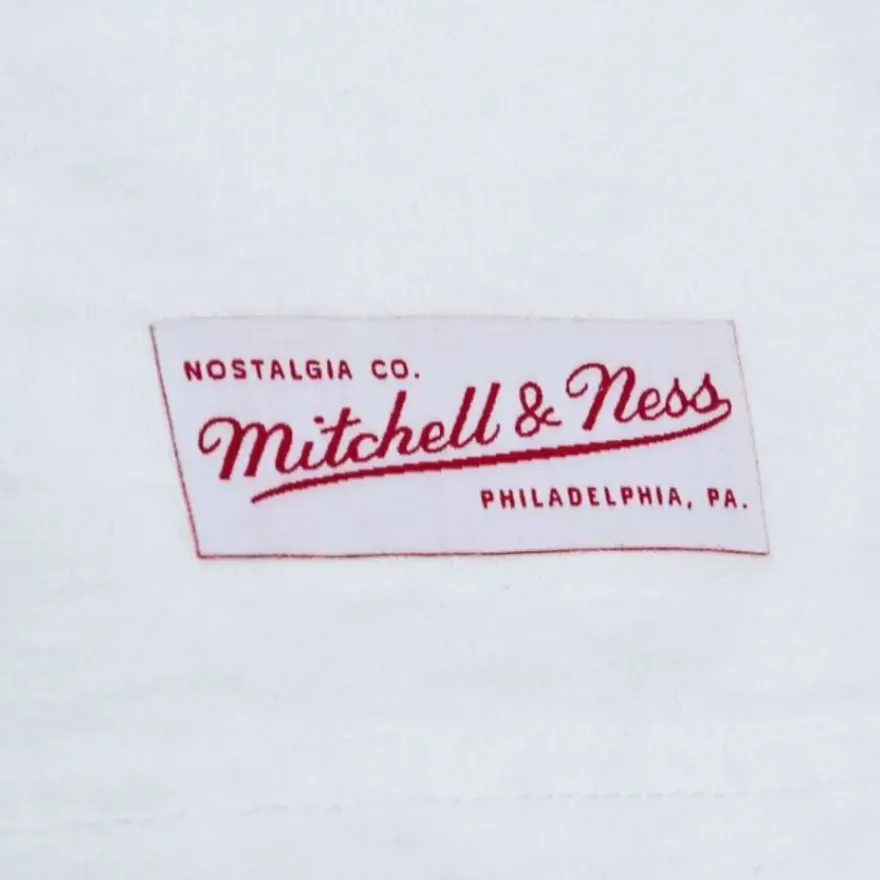 NOSTALGIA CO.
Mitchell & Ness
PHILADELPHIA, PA.